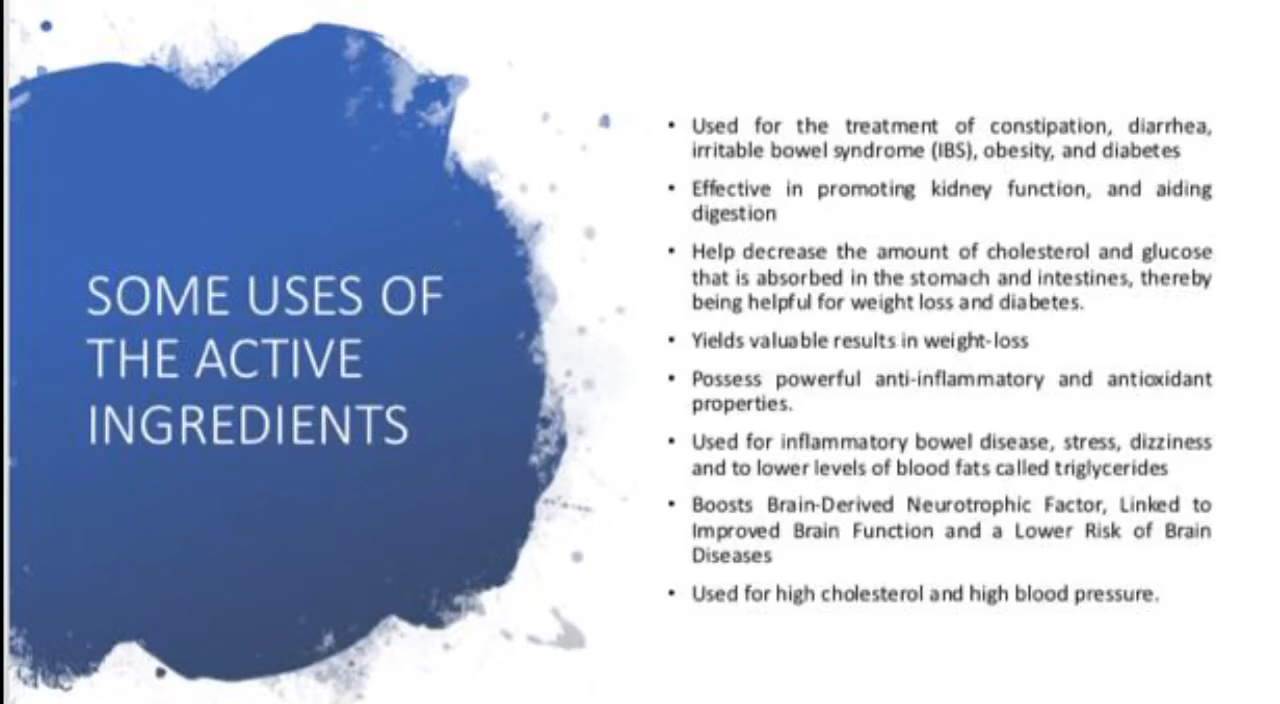 SOME USES OF
THE ACTIVE
INGREDIENTS
• Used for the treatment of constipation, diarrhea,
irritable bowel syndrome (IBS), obesity, and diabetes
• Effective in promoting kidney function, and aiding
digestion
• Help decrease the amount of cholesterol and glucose
that is absorbed in the stomach and intestines, thereby
being helpful for weight loss and diabetes.
• Yields valuable results in weight-loss
• Possess powerful anti-inflammatory and antioxidant
properties.
• Used for inflammatory bowel disease, stress, dizziness
and to lower levels of blood fats called triglycerides
• Boosts Brain-Derived Neurotrophic Factor, Linked to
Improved Brain Function and a Lower Risk of Brain
Diseases
• Used for high cholesterol and high blood pressure.